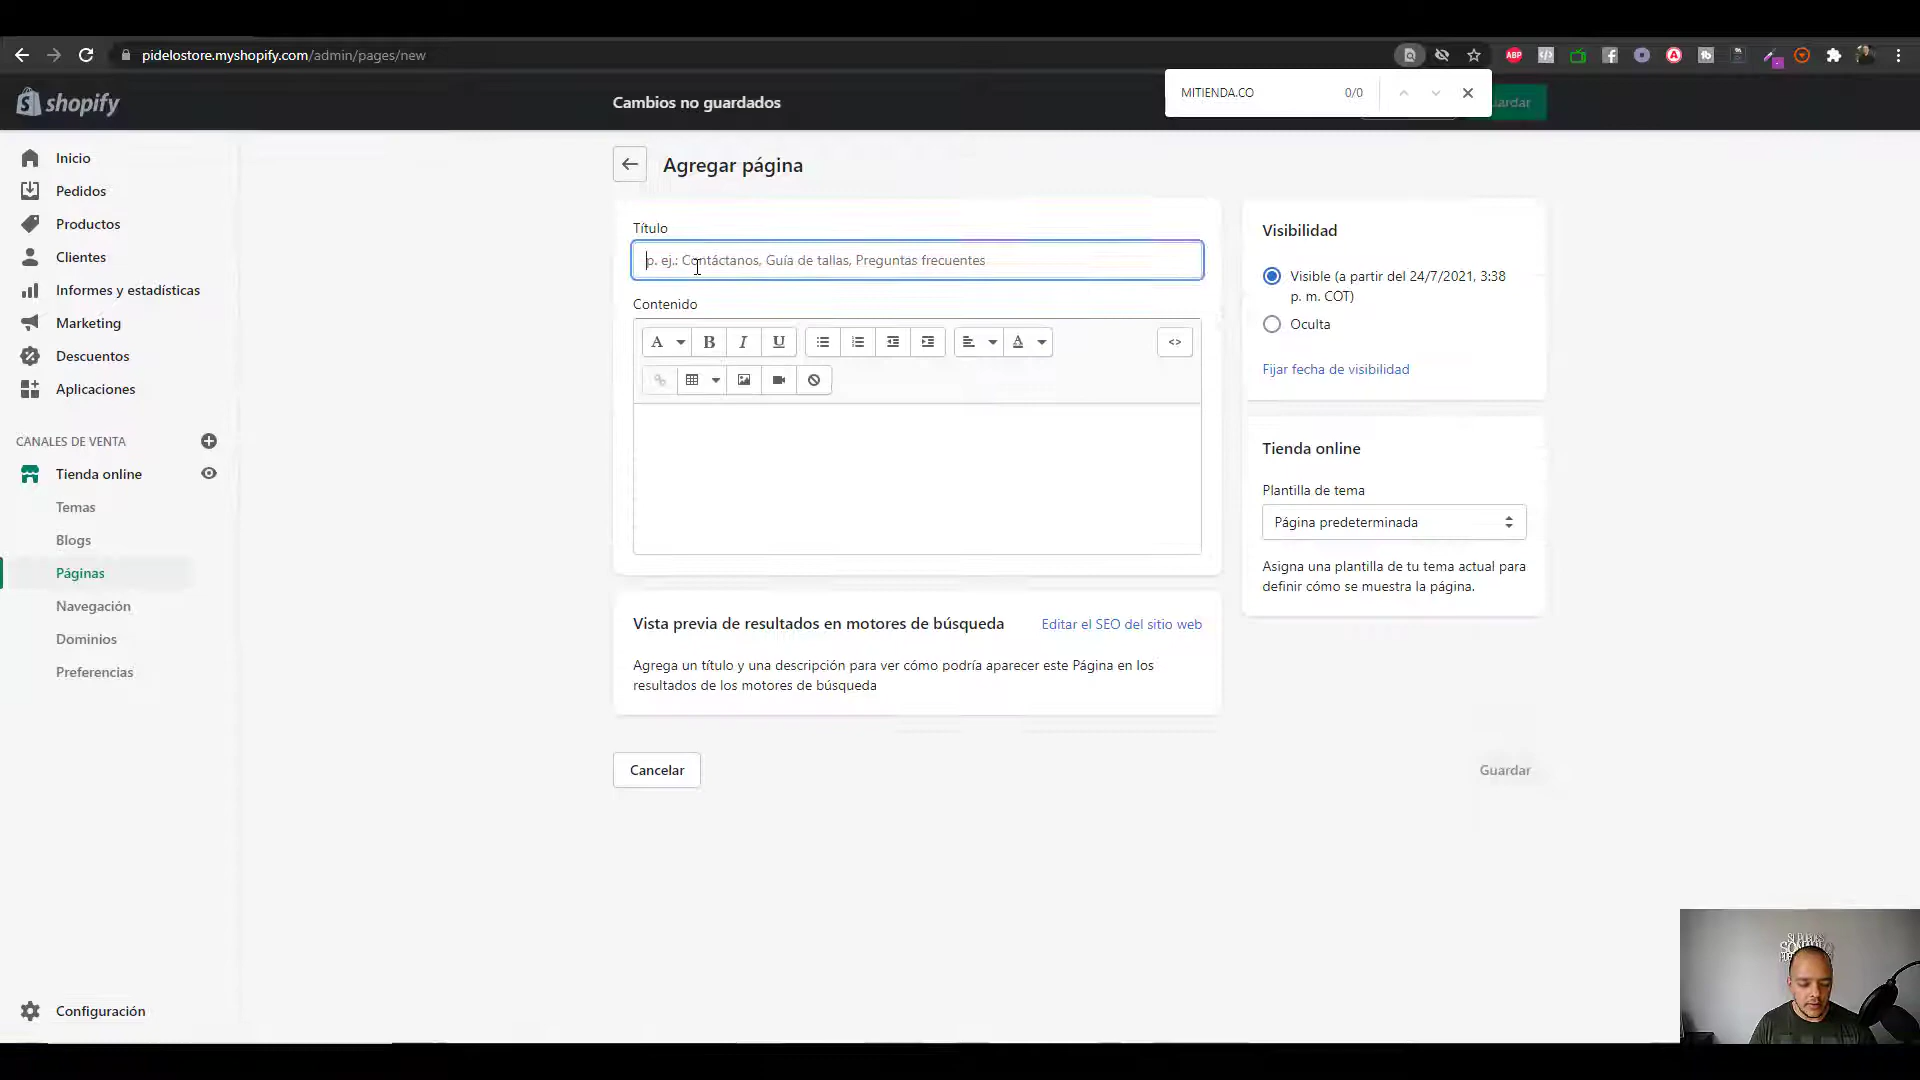 pidelostore.myshopify.com/admin/pages/new
ABP
MITIENDA.CO
0/0
shopify
Cambios no guardados
Inicio
Pedidos
Productos
Clientes
Informes y estadísticas
Marketing
Descuentos
Aplicaciones
CANALES DE VENTA
Tienda online
Temas
Blogs
Páginas
Navegación
Dominios
Preferencias
Configuración
Agregar página
Título
p. ej.: Contáctanos, Guía de tallas, Preguntas frecuentes
Contenido
A
B
I
U
A
<>
Vista previa de resultados en motores de búsqueda
Editar el SEO del sitio web
Agrega un título y una descripción para ver cómo podría aparecer este Página en los
resultados de los motores de búsqueda
Cancelar
Guardar
Visibilidad
Visible (a partir del 24/7/2021, 3:38
p. m. COT)
Oculta
Fijar fecha de visibilidad
Tienda online
Plantilla de tema
Página predeterminada
Asigna una plantilla de tu tema actual para
definir cómo se muestra la página.